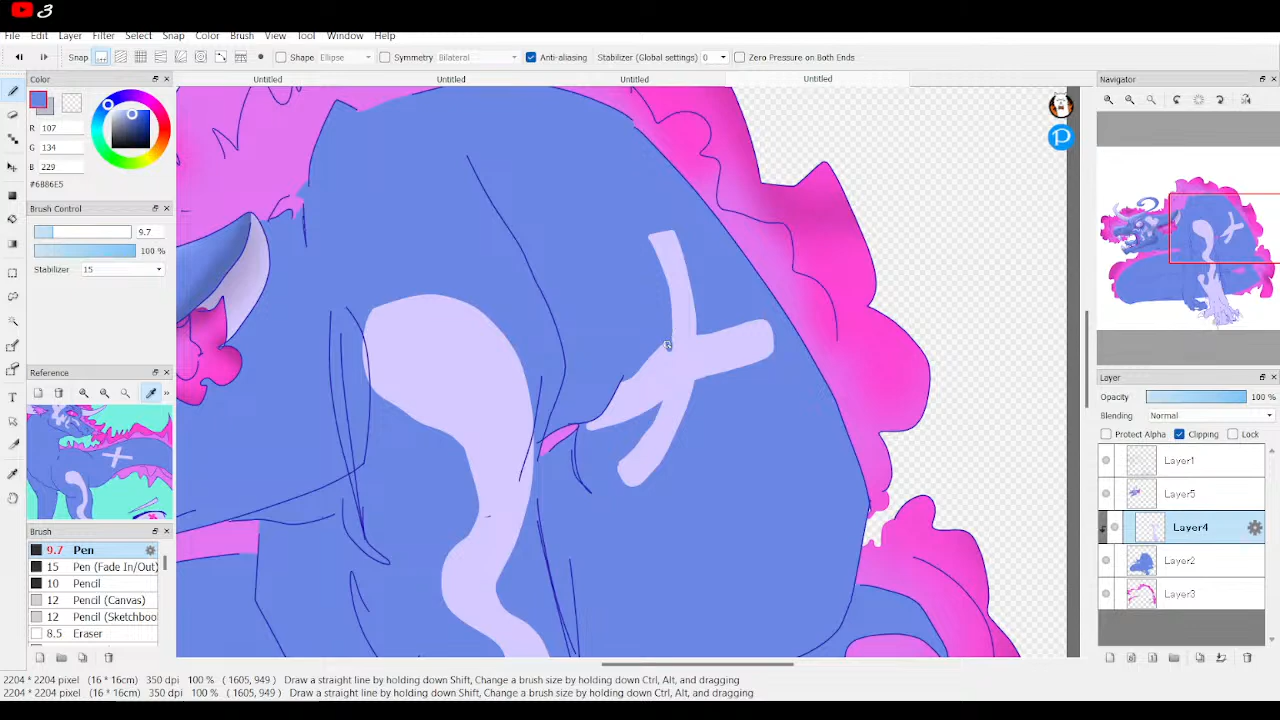 3
File Edit Layer Filter Select Snap Color Brush View Tool Window Help
Snap Shape Ellipse Symmetry Bilateral Anti-aliasing Stabilizer (Global settings) 0 Zero Pressure on Both Ends
Color
Untitled Untitled Untitled Untitled
Navigator
R 107
G 134
B 229
#6B86E5
Brush Control
9.7
100 %
Stabilizer 15
Reference
Layer
Opacity 100 %
Blending Normal
Protect Alpha Clipping Lock
Layer1
Layer5
Layer4
Layer2
Layer3
Brush
9.7 Pen
15 Pen (Fade In/Out)
10 Pencil
12 Pencil (Canvas)
12 Pencil (Sketchboo
8.5 Eraser
2204 * 2204 pixel (16 * 16cm) 350 dpi 100 % ( 1605, 949 ) Draw a straight line by holding down Shift, Change a brush size by holding down Ctrl, Alt, and dragging
2204 * 2204 pixel (16 * 16cm) 350 dpi 100 % ( 1605, 949 ) Draw a straight line by holding down Shift, Change a brush size by holding down Ctrl, Alt, and dragging